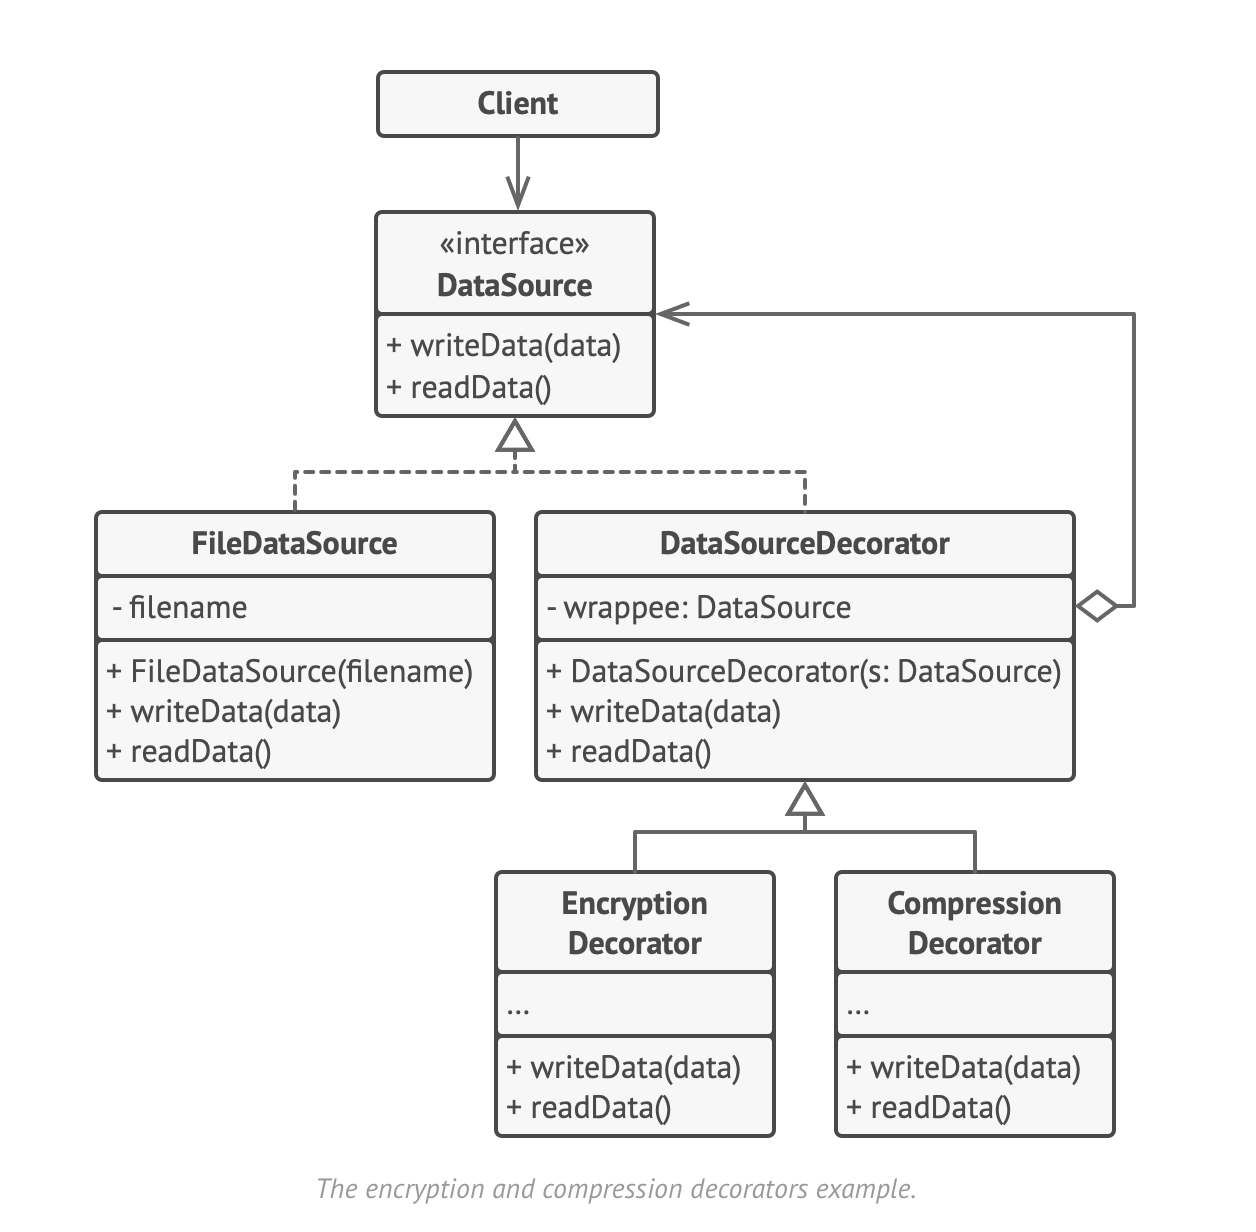 Client
«interface»
DataSource
+ writeData(data)
+ readData()
FileDataSource
- filename
+ FileDataSource(filename)
+ writeData(data)
+ readData()
DataSourceDecorator
- wrappee: DataSource
+ DataSourceDecorator(s: DataSource)
+ writeData(data)
+ readData()
Encryption
Decorator
...
+ writeData(data)
+ readData()
Compression
Decorator
...
+ writeData(data)
+ readData()
The encryption and compression decorators example.